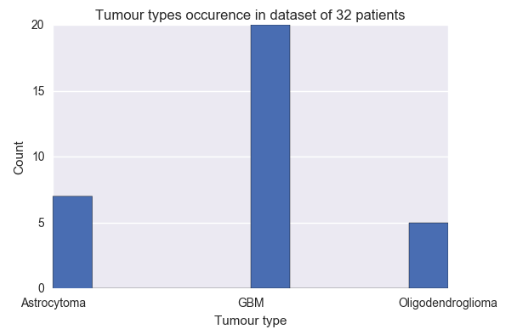 Tumour types occurence in dataset of 32 patients
20
15
10
5
0
Count
Astrocytoma GBM Oligodendroglioma
Tumour type